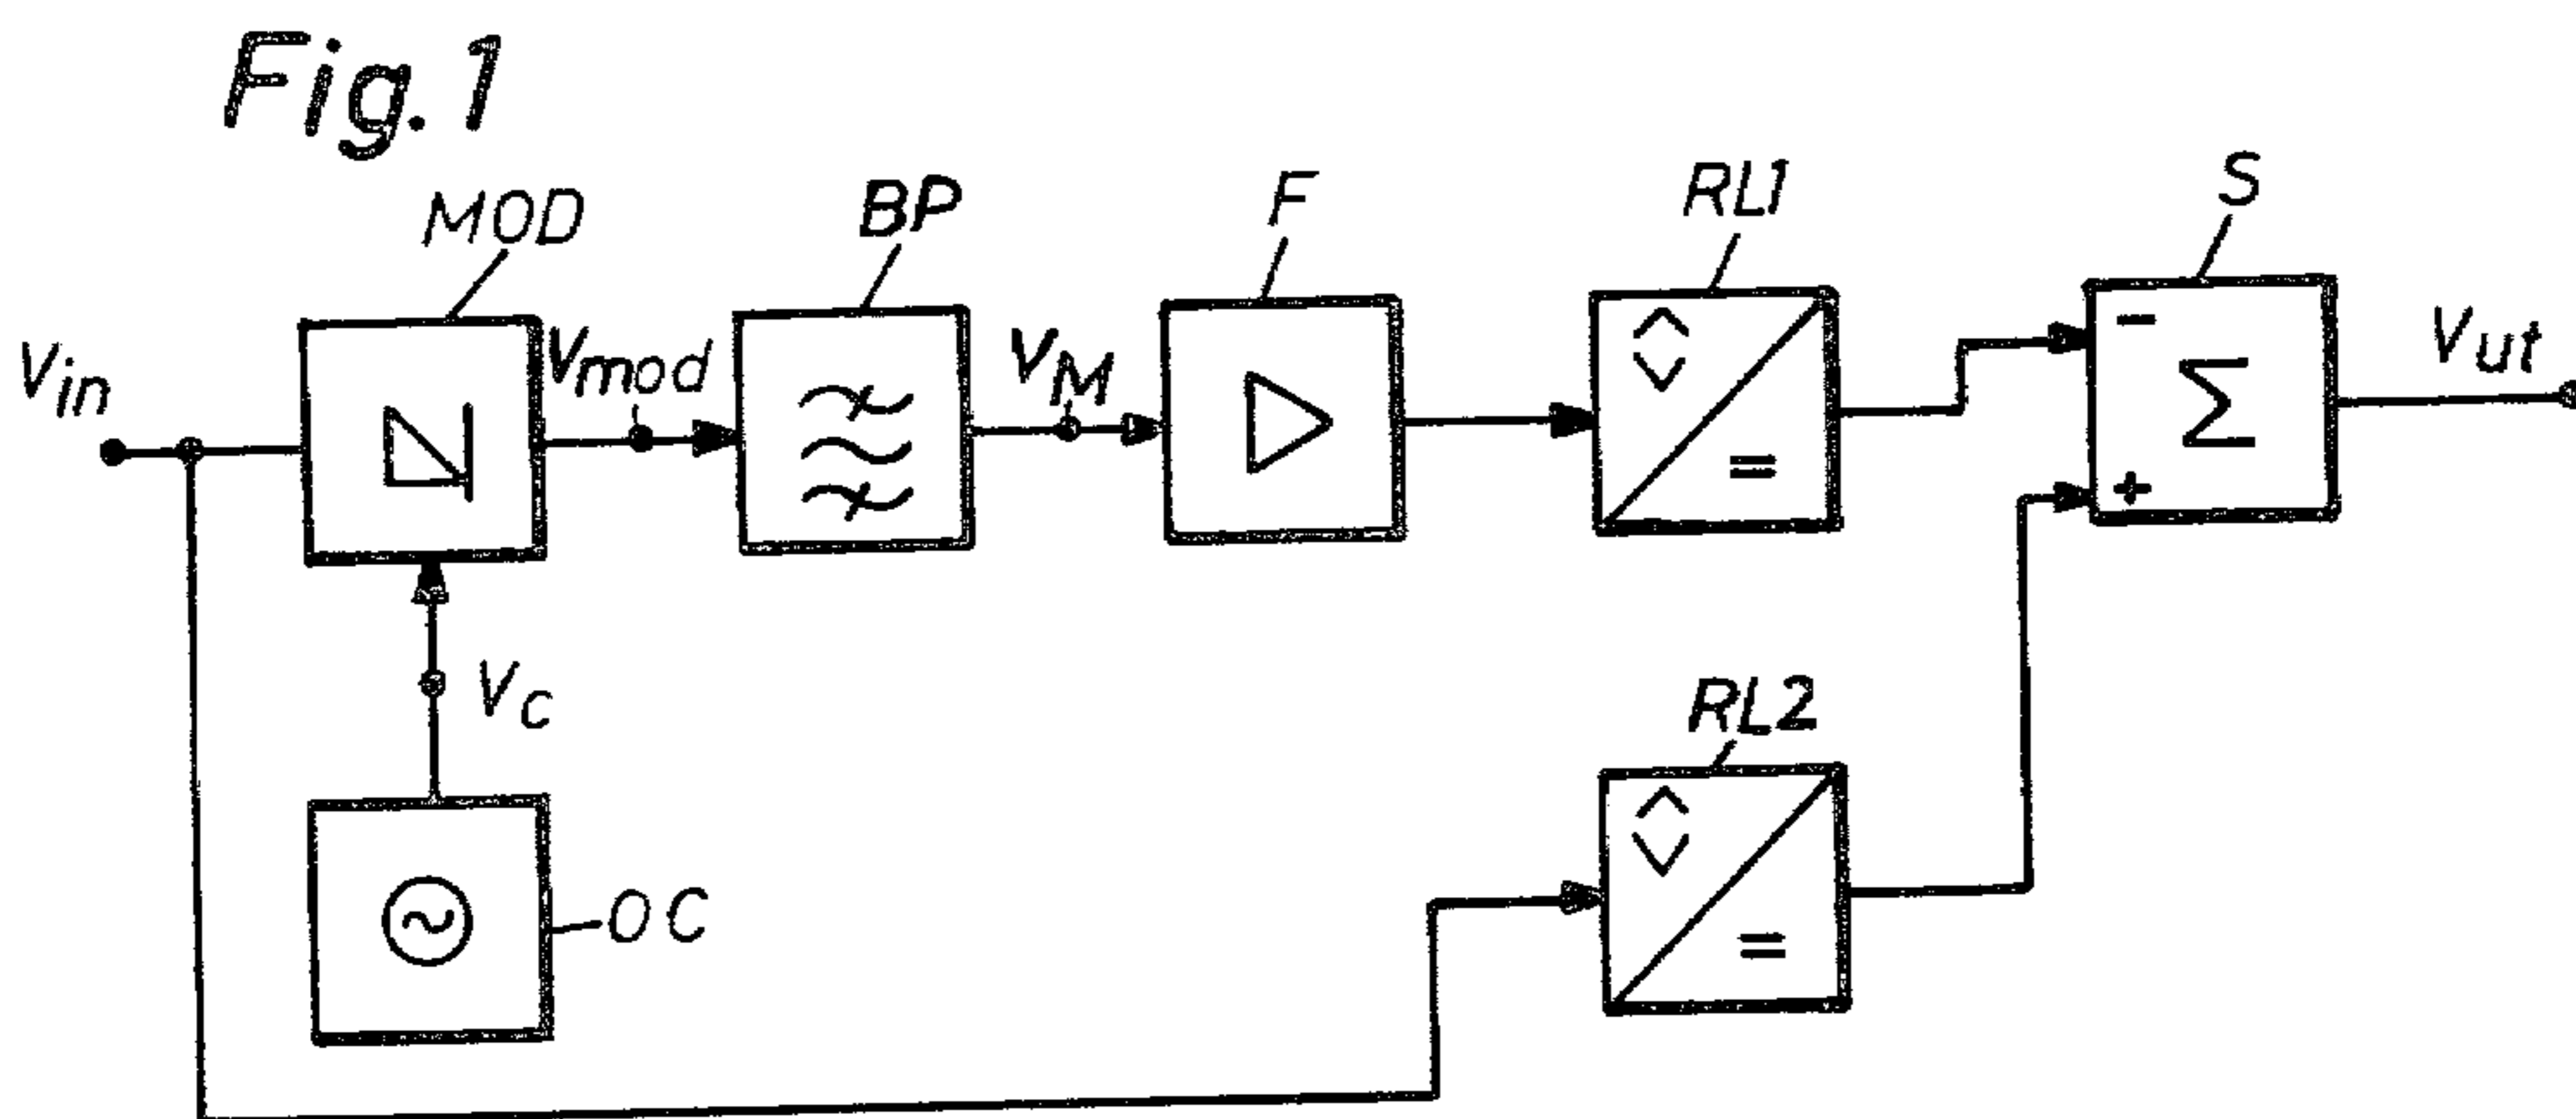 Fig. 1
MOD
BP
F
RL1
S
Vin
Vmod
VM
Vut
- 
Σ
+
=
Vc
RL2
OC
=